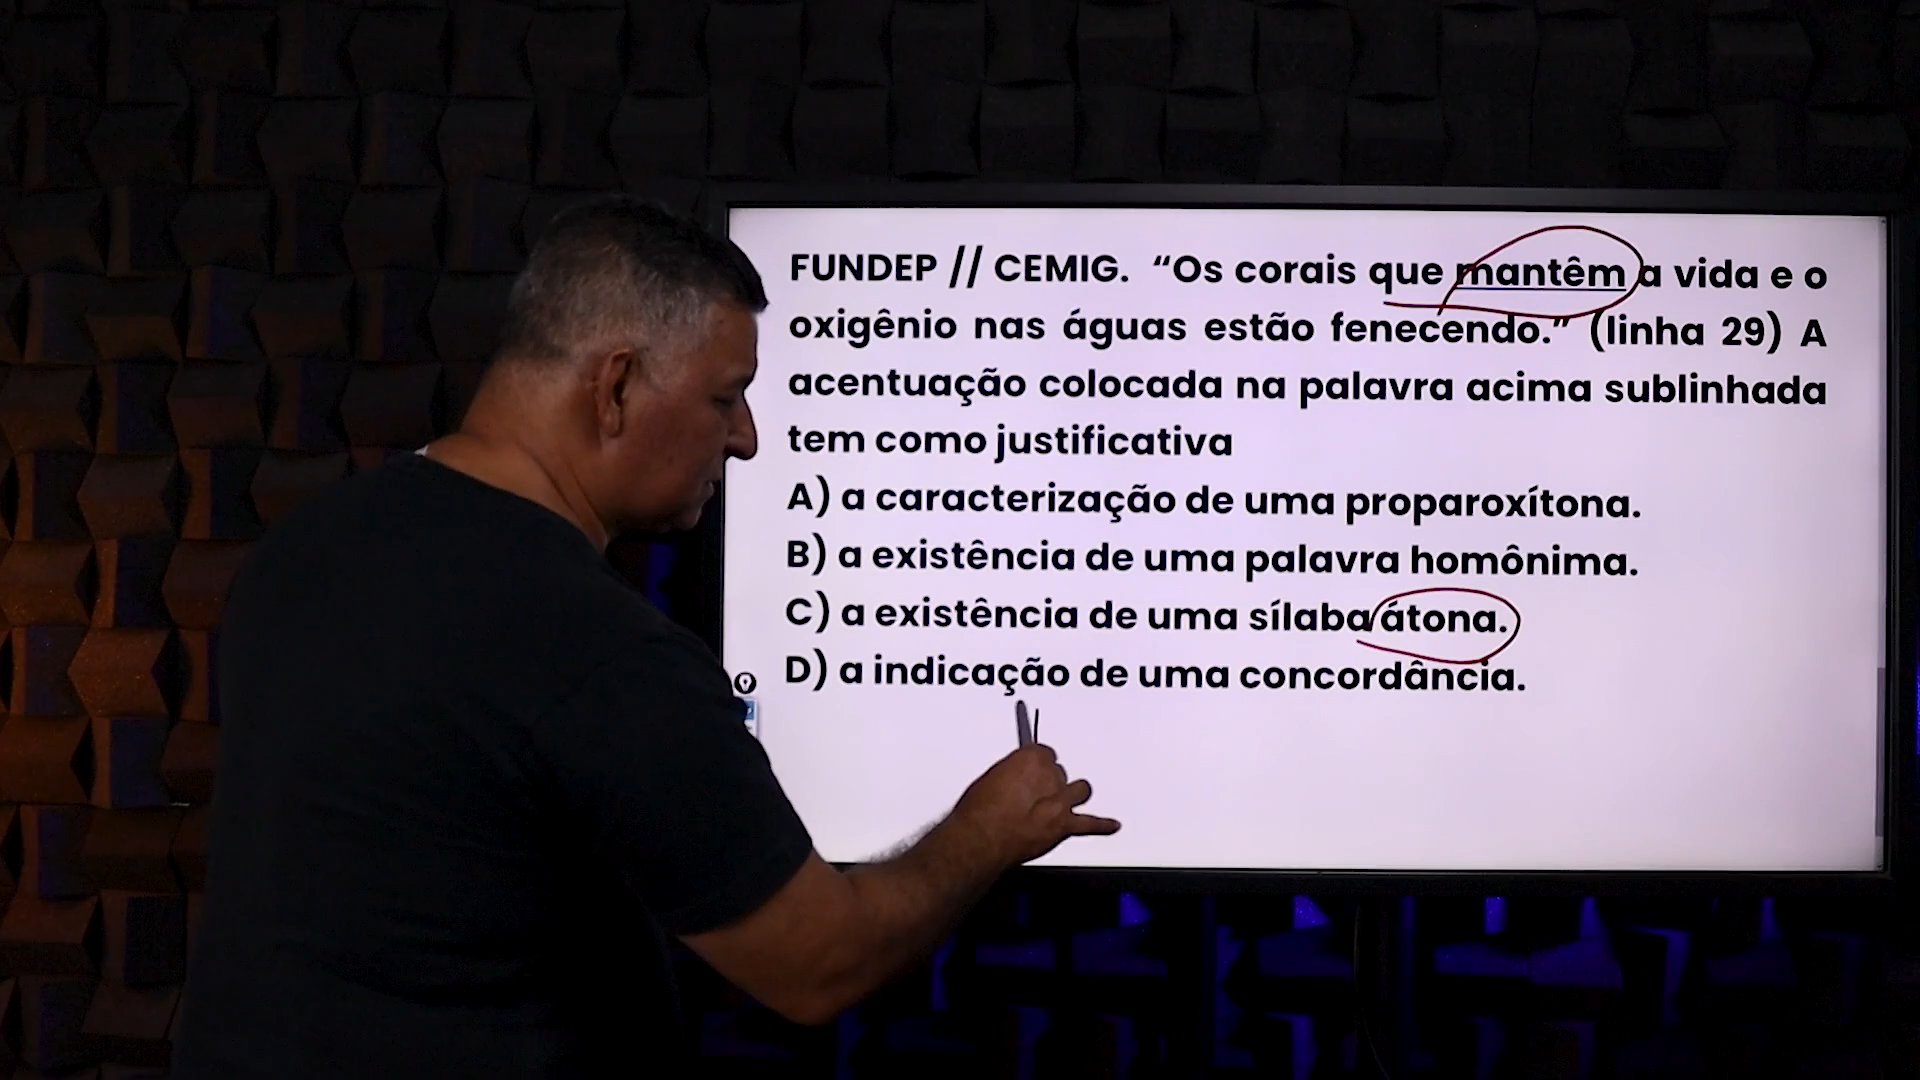 FUNDEP // CEMIG. “Os corais que mantêm a vida e o
oxigênio nas águas estão fenecendo.” (linha 29) A
acentuação colocada na palavra acima sublinhada
tem como justificativa
A) a caracterização de uma proparoxítona.
B) a existência de uma palavra homônima.
C) a existência de uma sílaba átona.
D) a indicação de uma concordância.